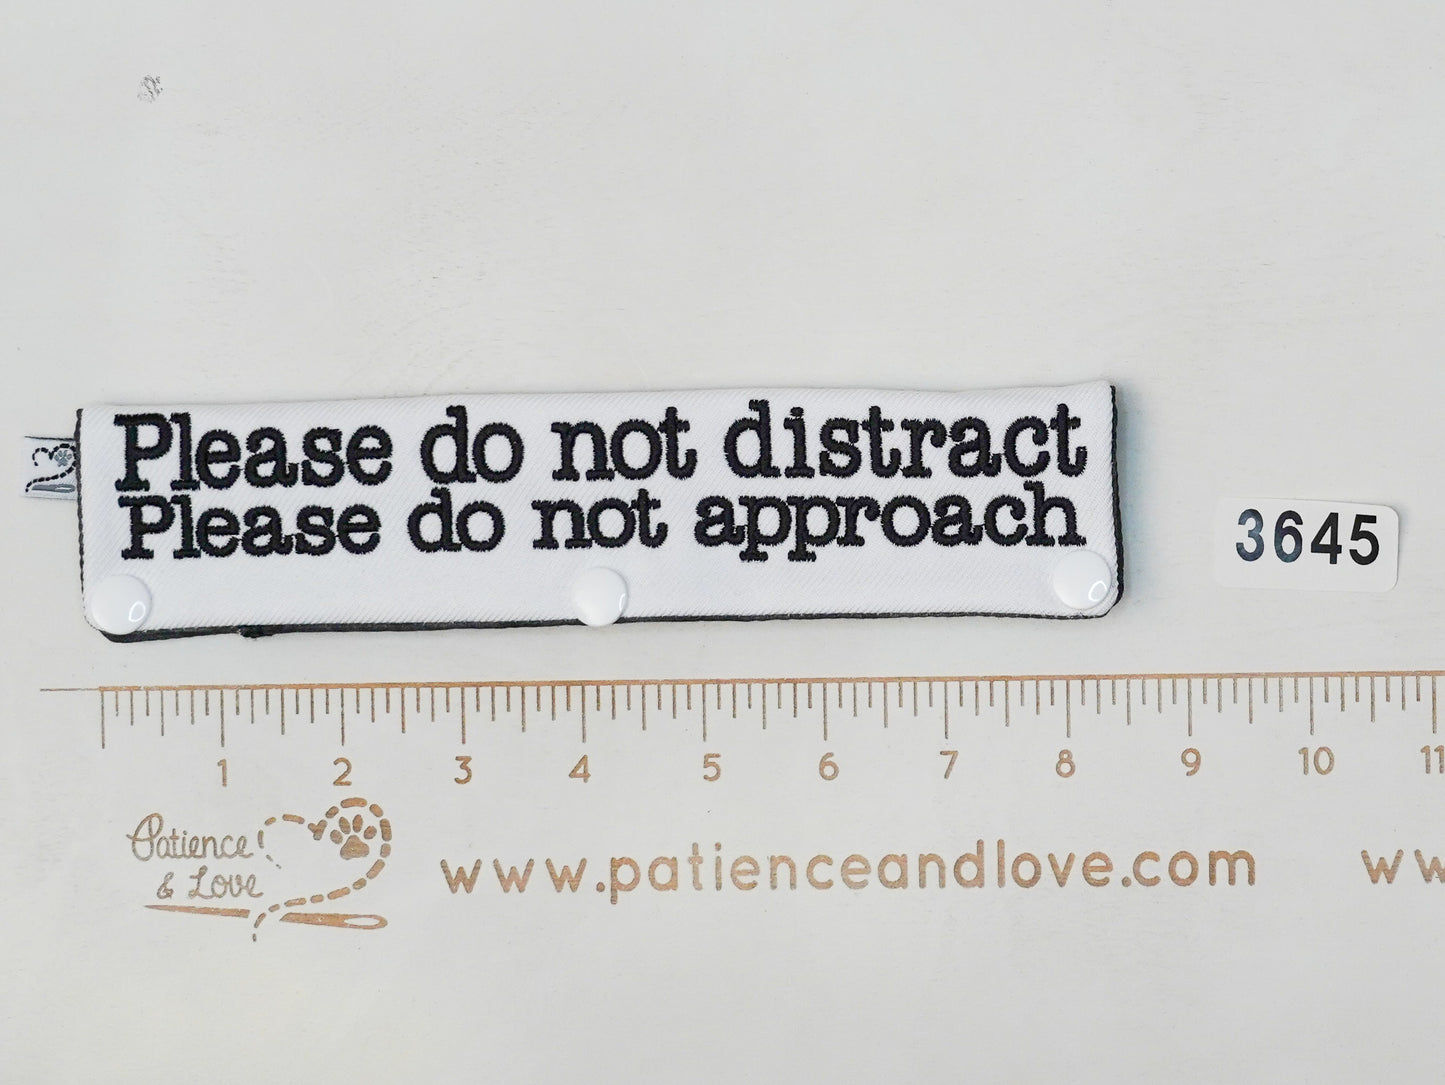 Please do not distract
Please do not approach
3645
1 2 3 4 5 6 7 8 9 10 11
Patience
& Love
www.patienceandlove.com
ww